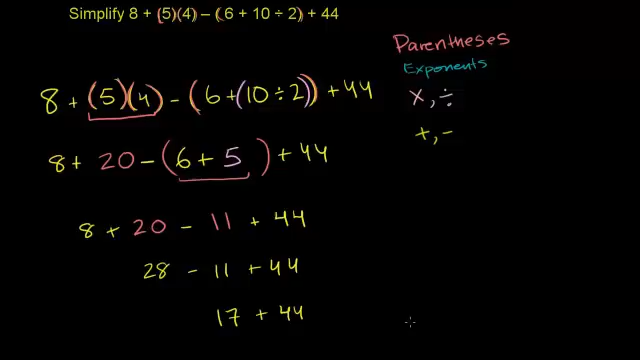 Simplify 8 + (5)(4) − (6 + 10 ÷ 2) + 44
Parentheses
Exponents
×, ÷
+, −
8 + (5)(4) − (6 + (10 ÷ 2)) + 44
8 + 20 − (6 + 5) + 44
8 + 20 − 11 + 44
28 − 11 + 44
17 + 44